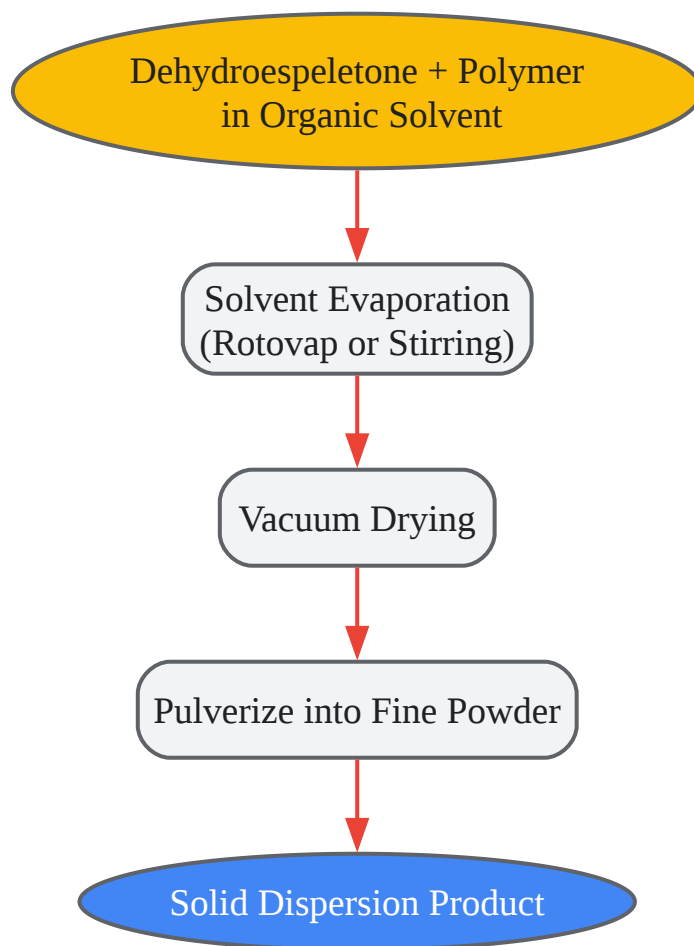 Dehydroespeletone + Polymer
in Organic Solvent
Solvent Evaporation
(Rotovap or Stirring)
Vacuum Drying
Pulverize into Fine Powder
Solid Dispersion Product